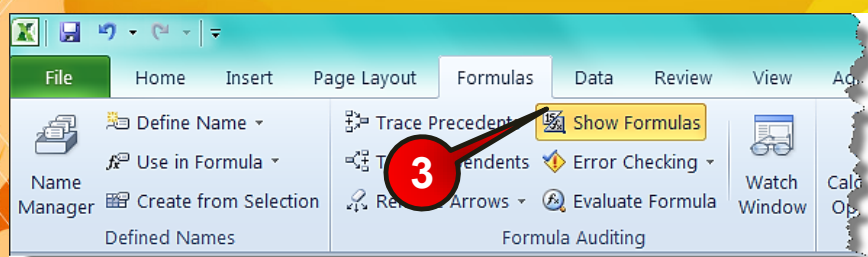 File Home Insert Page Layout Formulas Data Review View
Define Name Trace Show Formulas
Use in Formula Error Checking
Name Manager Create from Selection Arrows Evaluate Formula Watch Window
Defined Names Formula Auditing
3